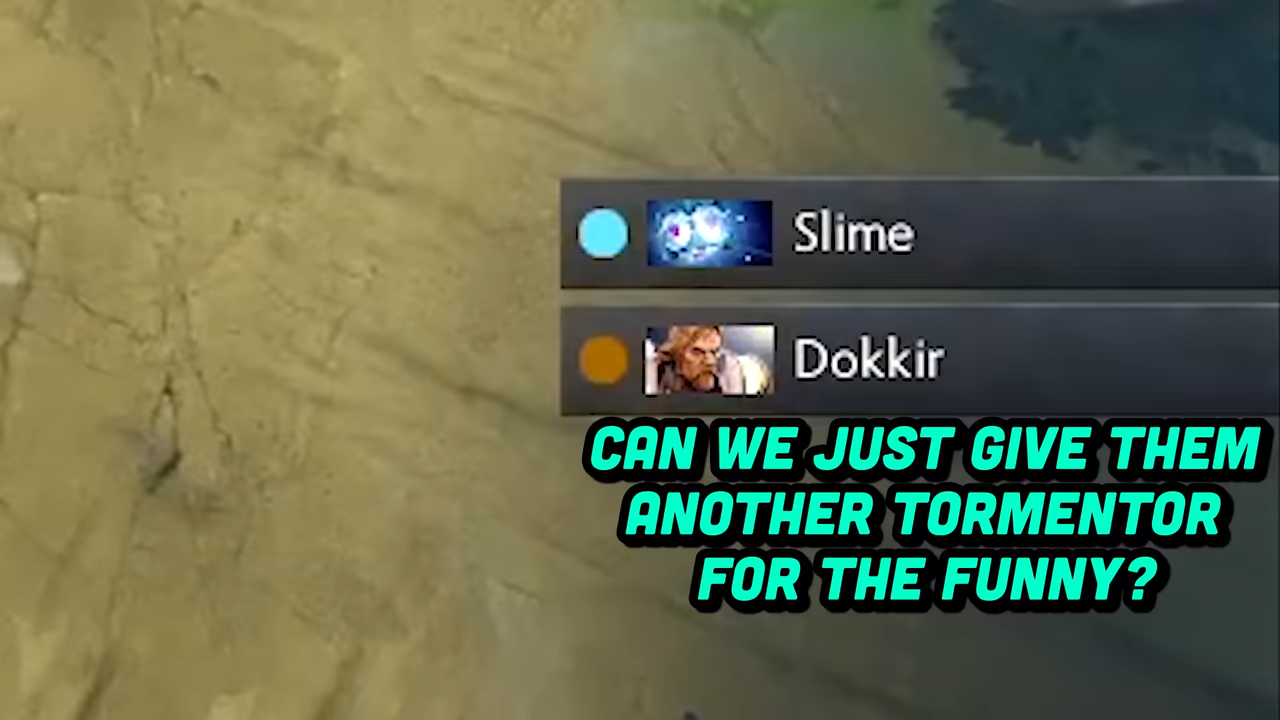 Slime
Dokkir
CAN WE JUST GIVE THEM
ANOTHER TORMENTOR
FOR THE FUNNY?